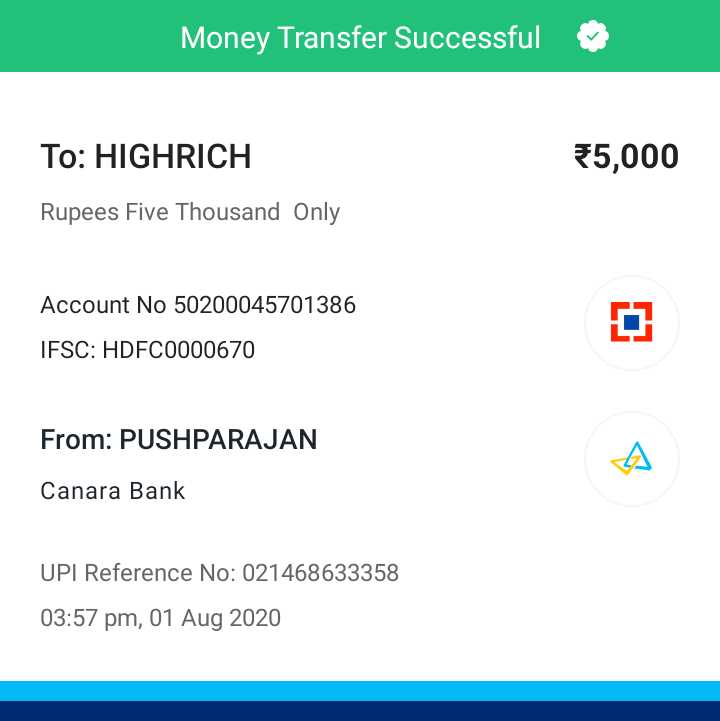 Money Transfer Successful
To: HIGHRICH
₹5,000
Rupees Five Thousand  Only
Account No 50200045701386
IFSC: HDFC0000670
From: PUSHPARAJAN
Canara Bank
UPI Reference No: 021468633358
03:57 pm, 01 Aug 2020